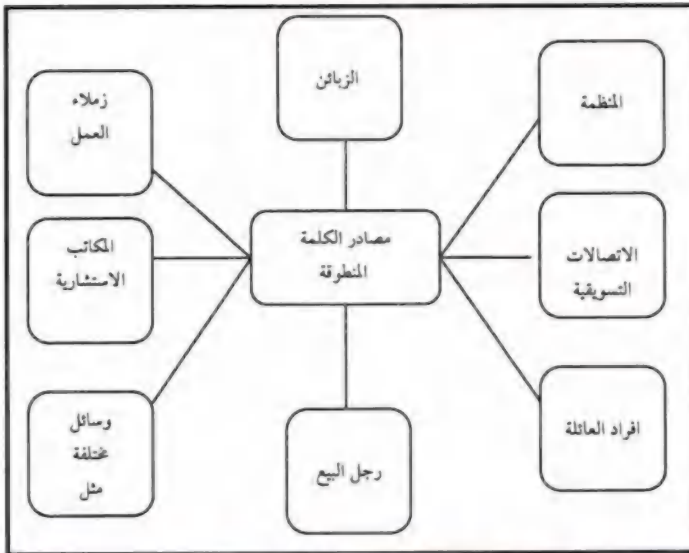 الزبائن
المنظمة
زملاء
العمل
مصادر الكلمة
المنطوقة
الاتصالات
التسويقية
المكاتب
الاستشارية
افراد العائلة
رجل البيع
وسائل
مختلفة
مثل